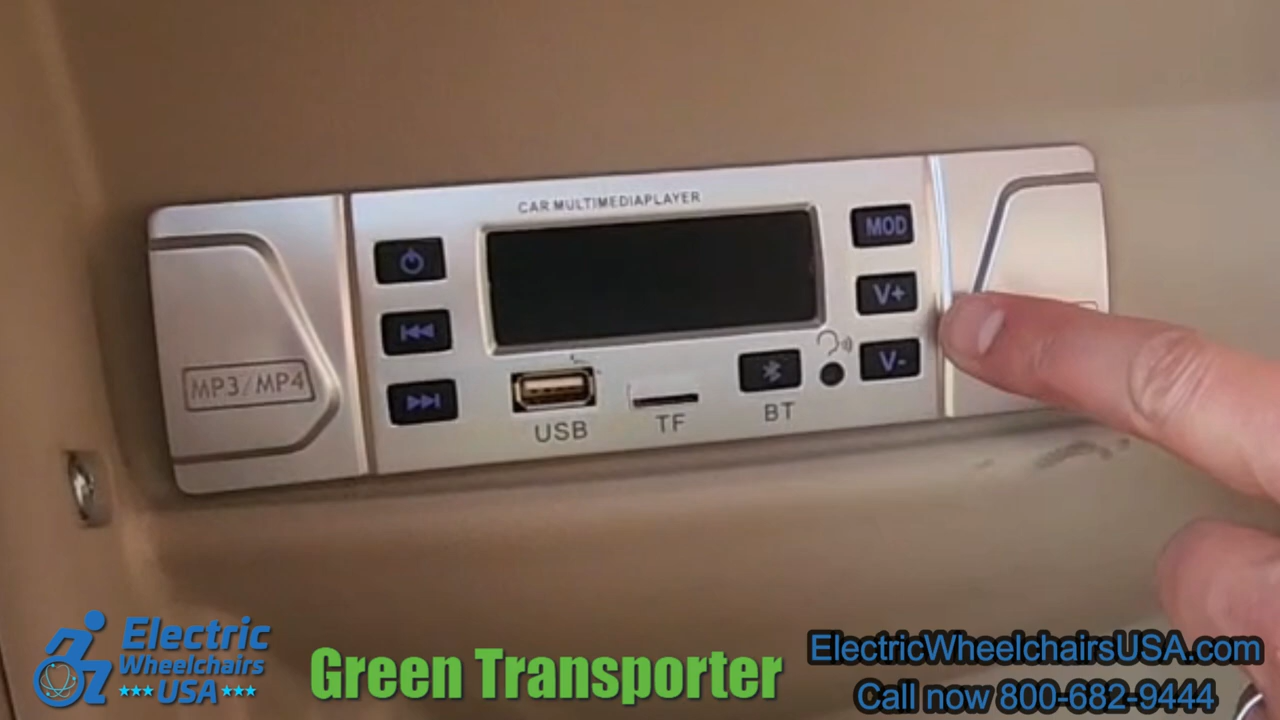 CAR MULTIMEDIAPLAYER
MOD
V+
V-
MP3/MP4
USB
TF
BT
Electric
Wheelchairs
USA
Green Transporter
ElectricWheelchairsUSA.com
Call now 800-682-9444